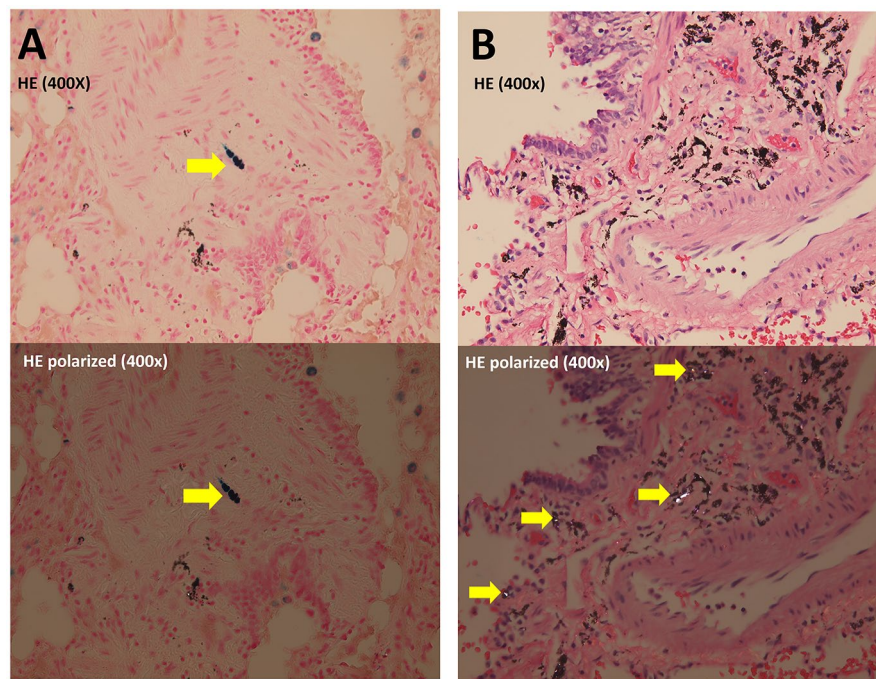 A
HE (400X)
B
HE (400x)
HE polarized (400x)
HE polarized (400x)